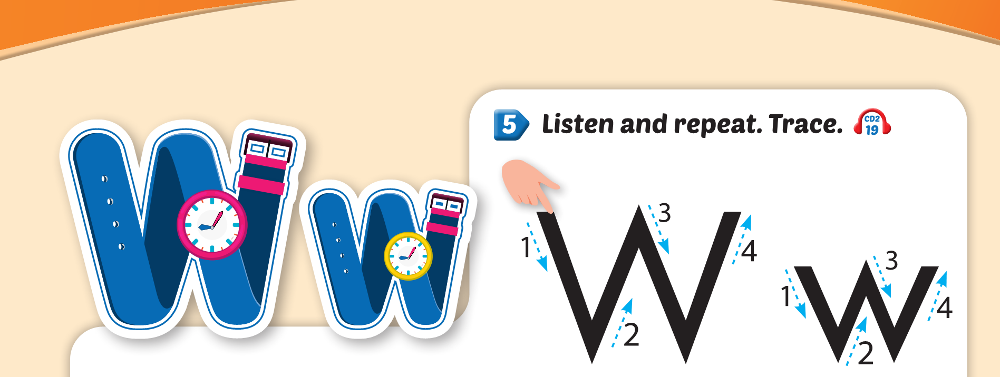 Ww
5 Listen and repeat. Trace. CD2 19
W 1 2 3 4
w 1 2 3 4